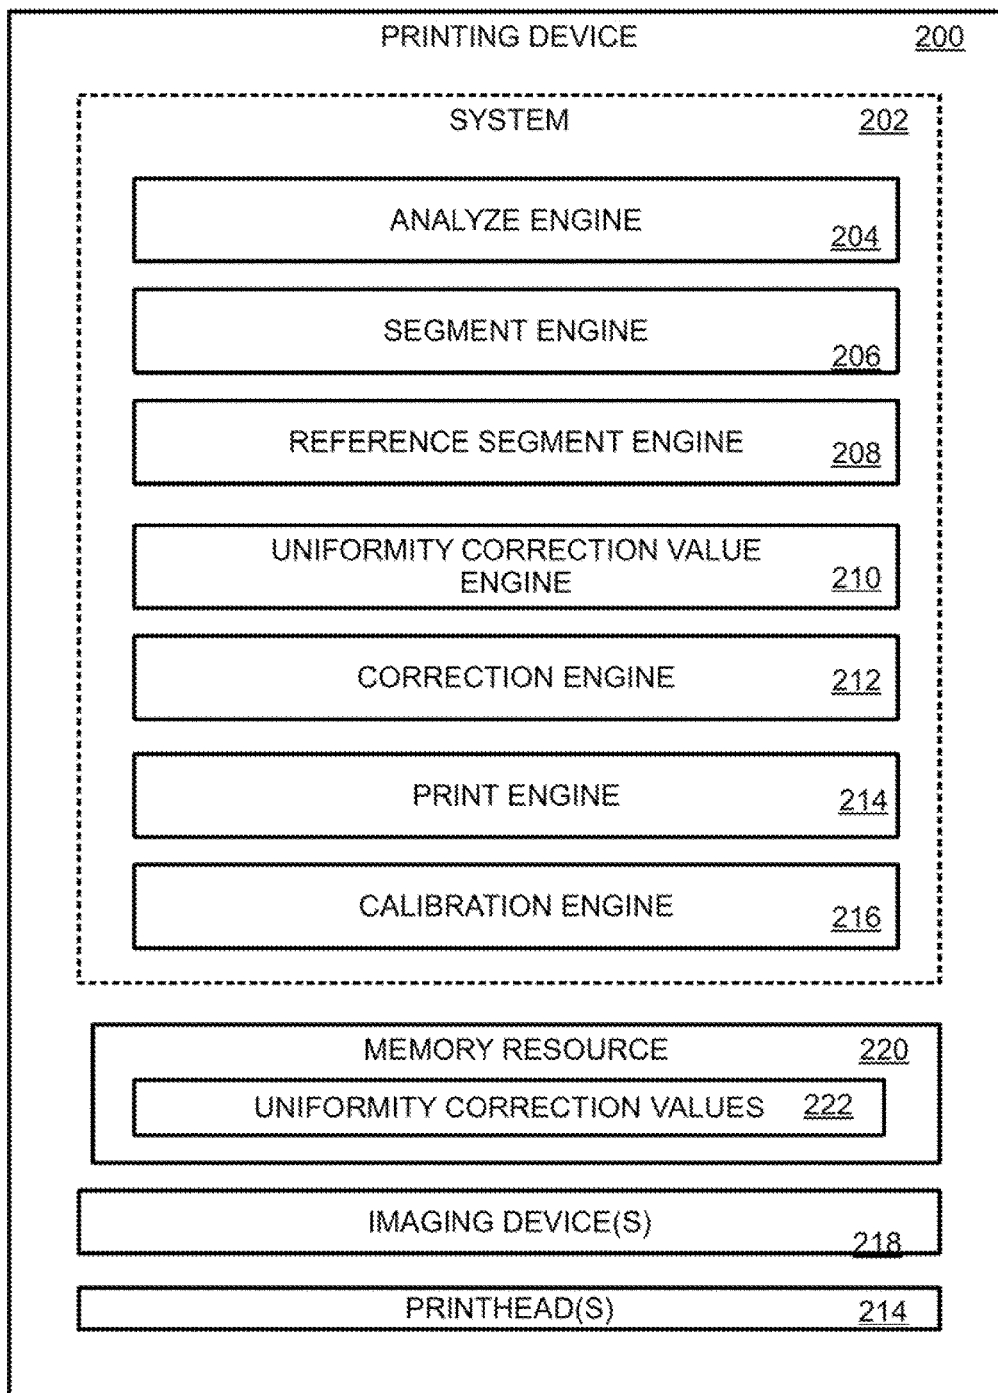 PRINTING DEVICE 200
SYSTEM 202
ANALYZE ENGINE 204
SEGMENT ENGINE 206
REFERENCE SEGMENT ENGINE 208
UNIFORMITY CORRECTION VALUE
ENGINE 210
CORRECTION ENGINE 212
PRINT ENGINE 214
CALIBRATION ENGINE 216
MEMORY RESOURCE 220
UNIFORMITY CORRECTION VALUES 222
IMAGING DEVICE(S) 218
PRINTHEAD(S) 214